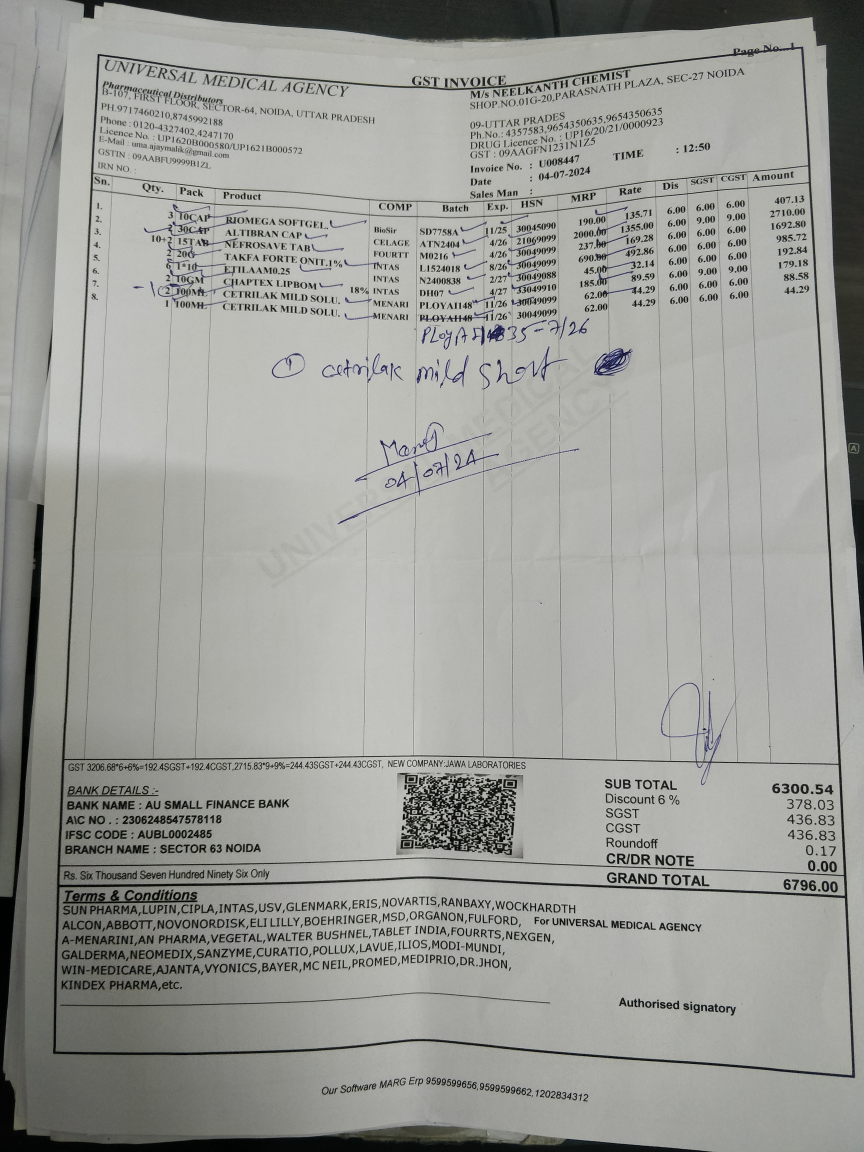 Page No...1
UNIVERSAL MEDICAL AGENCY
Pharmaceutical Distributors
B-107, FIRST FLOOR, SECTOR-64, NOIDA, UTTAR PRADESH
PH.9717460210,8745992188
Phone : 0120-4327402,4247170
Licence No. : UP1620B000580/UP1621B000572
E-Mail : uma.ajaymalik@gmail.com
GSTIN : 09AABFU9999B1ZL
IRN NO. :
GST INVOICE
M/s NEELKANTH CHEMIST
SHOP.NO.01G-20,PARASNATH PLAZA, SEC-27 NOIDA
09-UTTAR PRADES
Ph.No.: 4357583,9654350635,9654350635
DRUG Licence No. : UP16/20/21/0000923
GST : 09AAGFN1231N1Z5
Invoice No. : U008447 TIME : 12:50
Date : 04-07-2024
Sales Man :
Sn. Qty. Pack Product COMP Batch Exp. HSN MRP Rate Dis SGST CGST Amount
1. 3 10CAP RIOMEGA SOFTGEL. BioSir SD7758A 11/25 30045090 190.00 135.71 6.00 6.00 6.00 407.13
2. 2 30CAP ALTIBRAN CAP CELAGE ATN2404 4/26 21069099 2000.00 1355.00 6.00 9.00 9.00 2710.00
3. 10+2 15TAB NEFROSAVE TAB FOURTT M0216 4/26 30049099 237.00 169.28 6.00 6.00 6.00 1692.80
4. 2 20G TAKFA FORTE ONIT.1% INTAS L1524018 8/26 30049099 690.00 492.86 6.00 6.00 6.00 985.72
5. 6 1*10 ETILAAM0.25 INTAS N2400838 2/27 30049088 45.00 32.14 6.00 6.00 6.00 192.84
6. 2 10GM CHAPTEX LIPBOM 18% INTAS DH07 4/27 33049910 185.00 89.59 6.00 9.00 9.00 179.18
7. 2 100ML CETRILAK MILD SOLU. MENARI PLOYA1148 11/26 30049099 62.00 44.29 6.00 6.00 6.00 88.58
8. 1 100ML CETRILAK MILD SOLU. MENARI PLOYA1148 11/26 30049099 62.00 44.29 6.00 6.00 6.00 44.29
35-7/26
① cetrilak mild short
04/07/24
UNIVERSAL MEDICAL AGENCY
GST 3206.68*6+6%=192.4SGST+192.4CGST,2715.83*9+9%=244.43SGST+244.43CGST, NEW COMPANY:JAWA LABORATORIES
BANK DETAILS :-
BANK NAME : AU SMALL FINANCE BANK
A\C NO . : 2306248547578118
IFSC CODE : AUBL0002485
BRANCH NAME : SECTOR 63 NOIDA
SUB TOTAL 6300.54
Discount 6 % 378.03
SGST 436.83
CGST 436.83
Roundoff 0.17
CR/DR NOTE 0.00
GRAND TOTAL 6796.00
Rs. Six Thousand Seven Hundred Ninety Six Only
Terms & Conditions
SUN PHARMA,LUPIN,CIPLA,INTAS,USV,GLENMARK,ERIS,NOVARTIS,RANBAXY,WOCKHARDTH
ALCON,ABBOTT,NOVONORDISK,ELI LILLY,BOEHRINGER,MSD,ORGANON,FULFORD,
For UNIVERSAL MEDICAL AGENCY
A-MENARINI,AN PHARMA,VEGETAL,WALTER BUSHNEL,TABLET INDIA,FOURRTS,NEXGEN,
GALDERMA,NEOMEDIX,SANZYME,CURATIO,POLLUX,LAVUE,ILIOS,MODI-MUNDI,
WIN-MEDICARE,AJANTA,VYONICS,BAYER,MC NEIL,PROMED,MEDIPRIO,DR.JHON,
KINDEX PHARMA,etc.
Authorised signatory
Our Software MARG Erp 9599599656,9599599662,1202834312